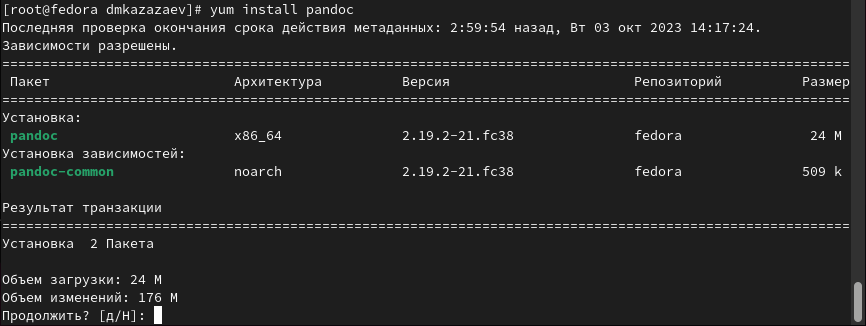 [root@fedora dmkazazaev]# yum install pandoc
Последняя проверка окончания срока действия метаданных: 2:59:54 назад, Вт 03 окт 2023 14:17:24.
Зависимости разрешены.
==========================================================================================================
Пакет Архитектура Версия Репозиторий Размер
==========================================================================================================
Установка:
pandoc x86_64 2.19.2-21.fc38 fedora 24 M
Установка зависимостей:
pandoc-common noarch 2.19.2-21.fc38 fedora 509 k
Результат транзакции
==========================================================================================================
Установка 2 Пакета
Объем загрузки: 24 M
Объем изменений: 176 M
Продолжить? [д/Н]: